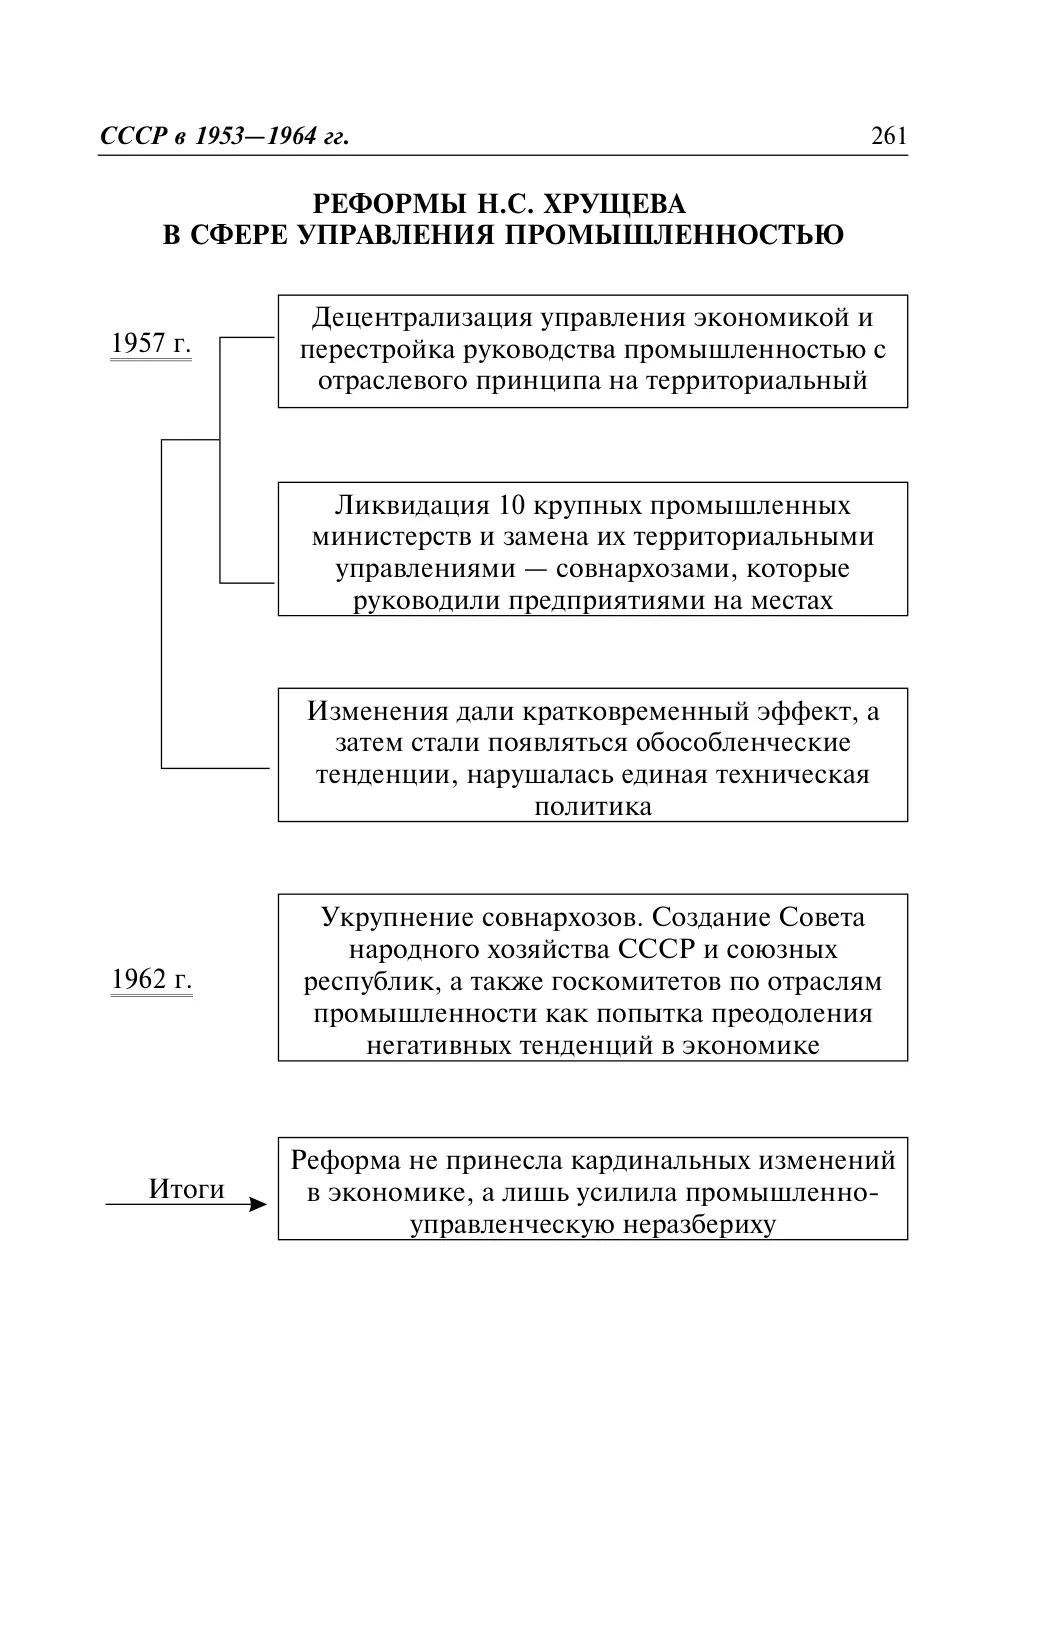 СССР в 1953—1964 гг. 261
РЕФОРМЫ Н.С. ХРУЩЕВА
В СФЕРЕ УПРАВЛЕНИЯ ПРОМЫШЛЕННОСТЬЮ
1957 г.
Децентрализация управления экономикой и
перестройка руководства промышленностью с
отраслевого принципа на территориальный
Ликвидация 10 крупных промышленных
министерств и замена их территориальными
управлениями — совнархозами, которые
руководили предприятиями на местах
Изменения дали кратковременный эффект, а
затем стали появляться обособленческие
тенденции, нарушалась единая техническая
политика
1962 г.
Укрупнение совнархозов. Создание Совета
народного хозяйства СССР и союзных
республик, а также госкомитетов по отраслям
промышленности как попытка преодоления
негативных тенденций в экономике
Итоги
Реформа не принесла кардинальных изменений
в экономике, а лишь усилила промышленно-
управленческую неразбериху